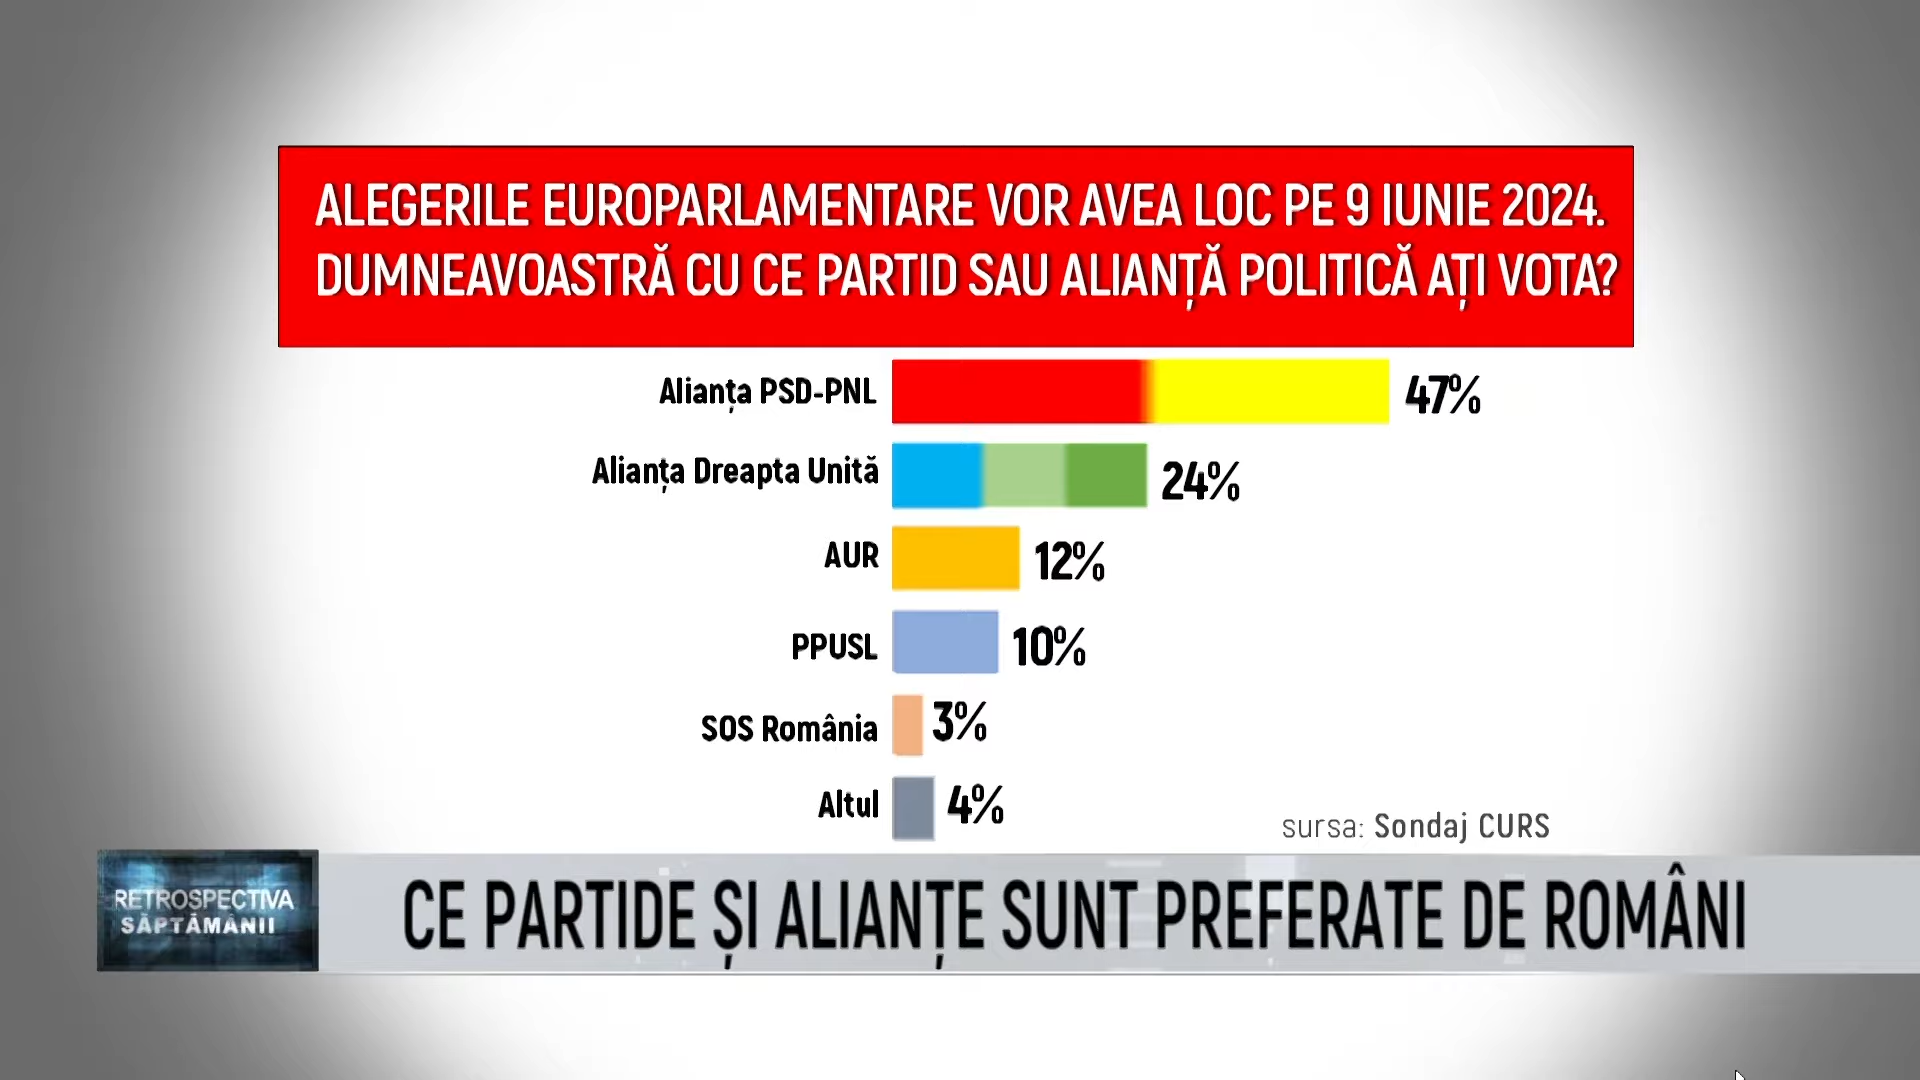 ALEGERILE EUROPARLAMENTARE VOR AVEA LOC PE 9 IUNIE 2024.
DUMNEAVOASTRĂ CU CE PARTID SAU ALIANȚĂ POLITICĂ AȚI VOTA?
Alianța PSD-PNL 47%
Alianța Dreapta Unită 24%
AUR 12%
PPUSL 10%
SOS România 3%
Altul 4%
sursa: Sondaj CURS
RETROSPECTIVA
SĂPTĂMÂNII
CE PARTIDE ȘI ALIANȚE SUNT PREFERATE DE ROMÂNI